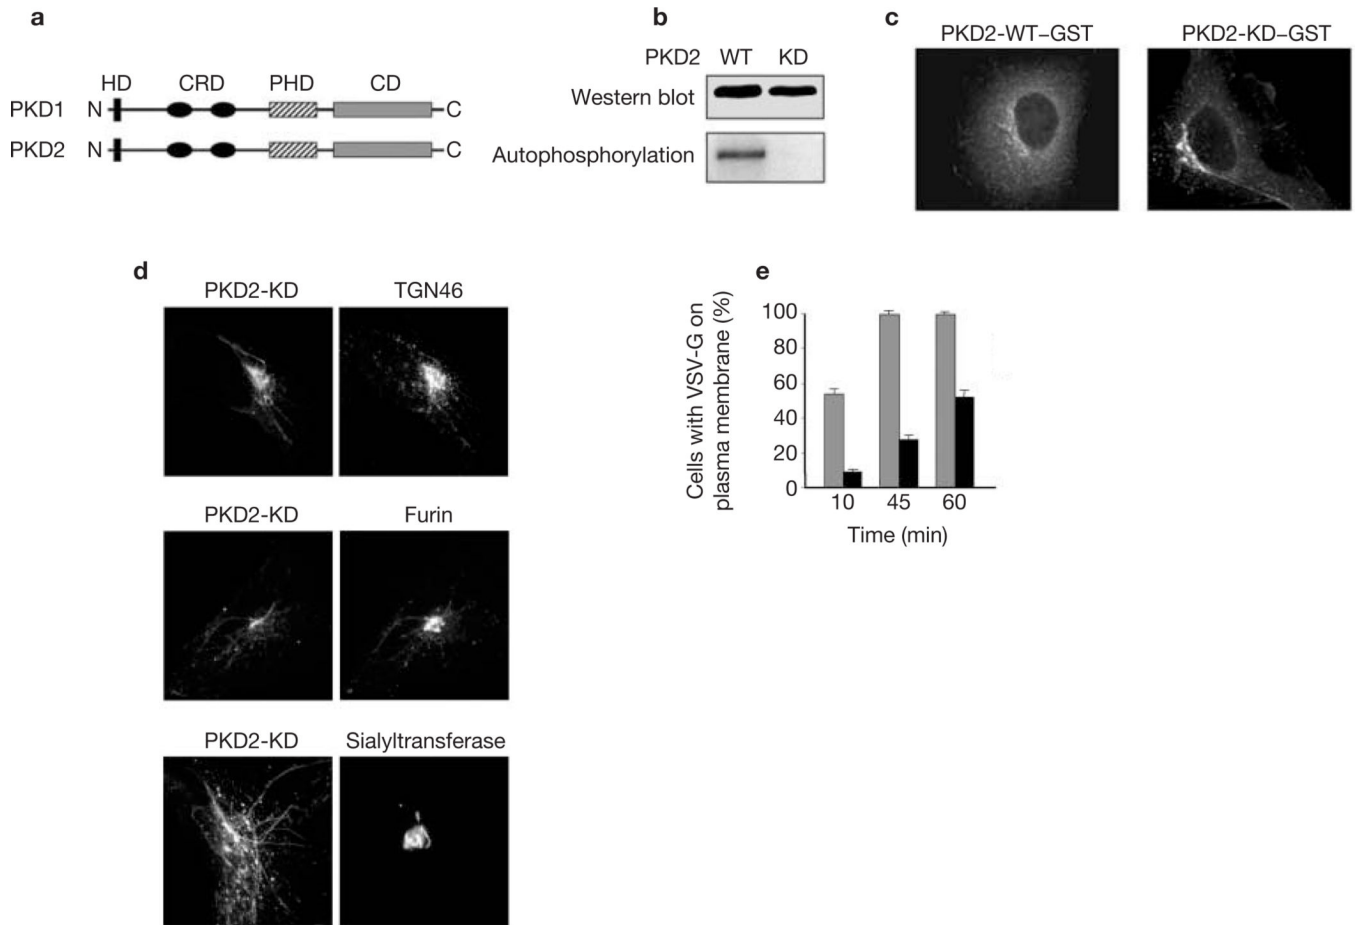 a
HD CRD PHD CD
PKD1 N C
PKD2 N C
b
PKD2 WT KD
Western blot
Autophosphorylation
c
PKD2-WT–GST PKD2-KD–GST
d
PKD2-KD TGN46
PKD2-KD Furin
PKD2-KD Sialyltransferase
e
Cells with VSV-G on
plasma membrane (%)
100
80
60
40
20
0
10 45 60
Time (min)